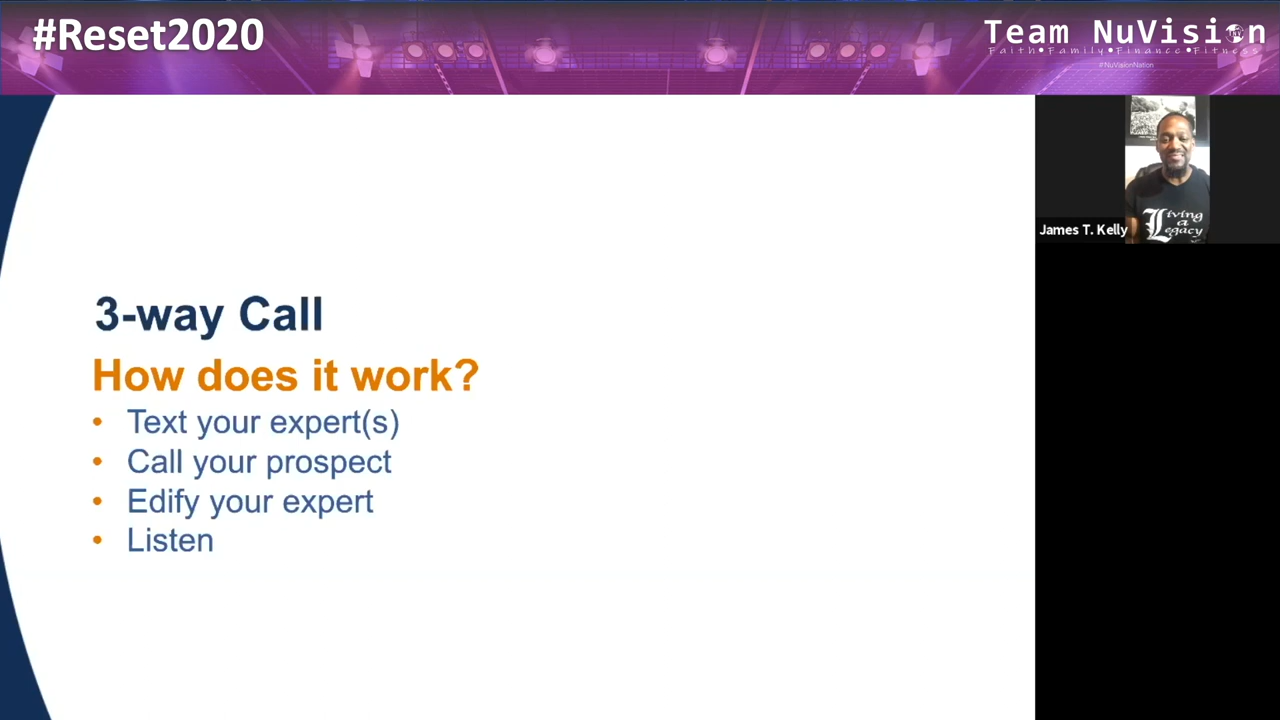 #Reset2020
Team NuVision
Faith•Family•Finance•Fitness
#NuVisionNation
James T. Kelly
Living
a
Legacy
3-way Call
How does it work?
• Text your expert(s)
• Call your prospect
• Edify your expert
• Listen